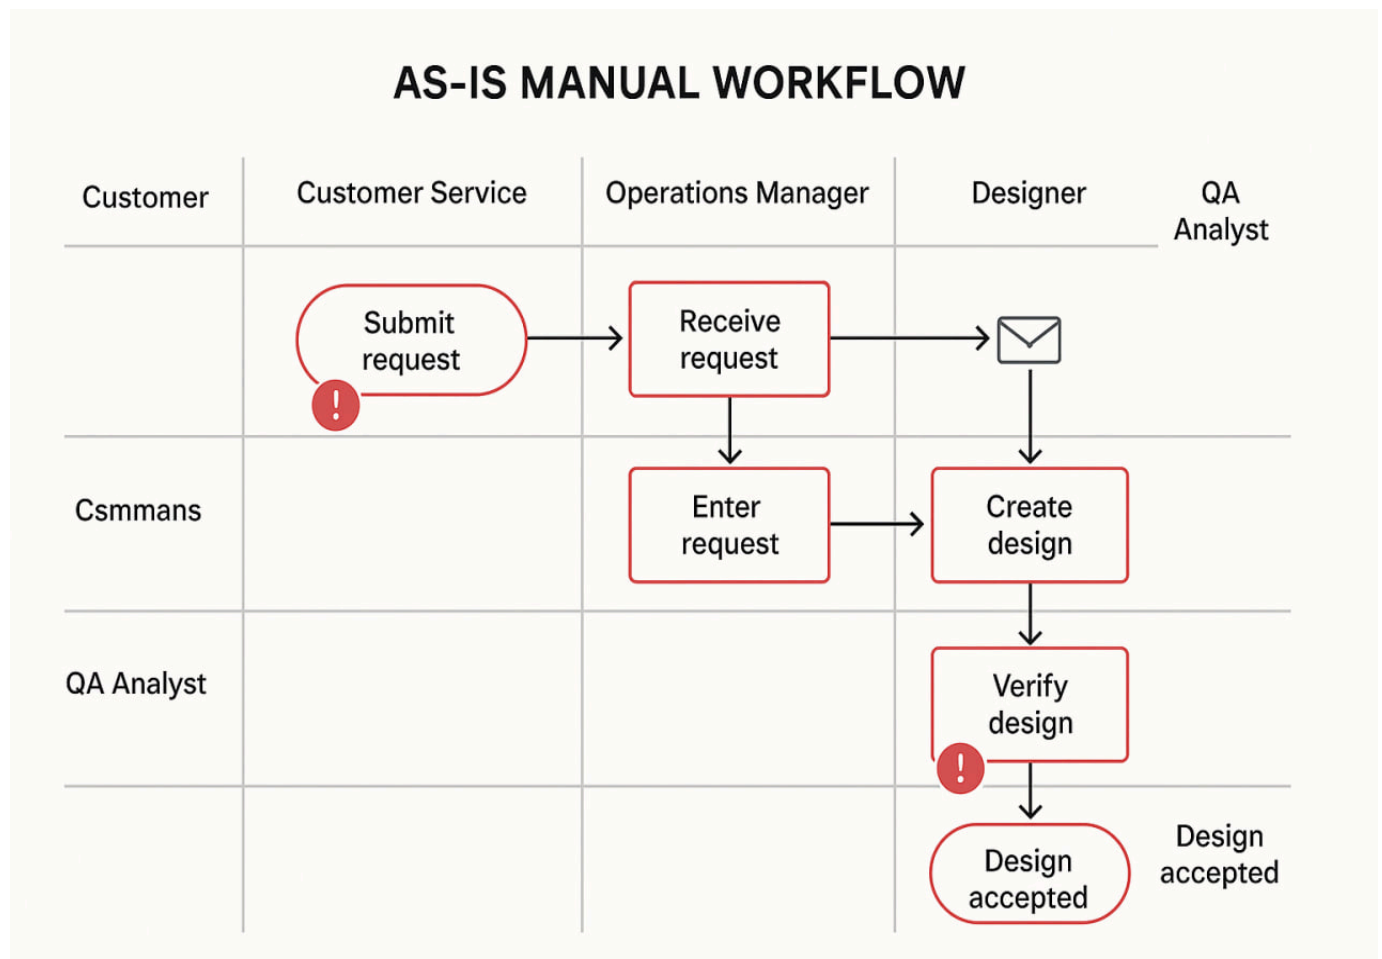 AS-IS MANUAL WORKFLOW
Customer
Customer Service
Operations Manager
Designer
QA
Analyst
Submit
request
!
Receive
request
Csmmans
Enter
request
Create
design
QA Analyst
Verify
design
!
Design
accepted
Design
accepted